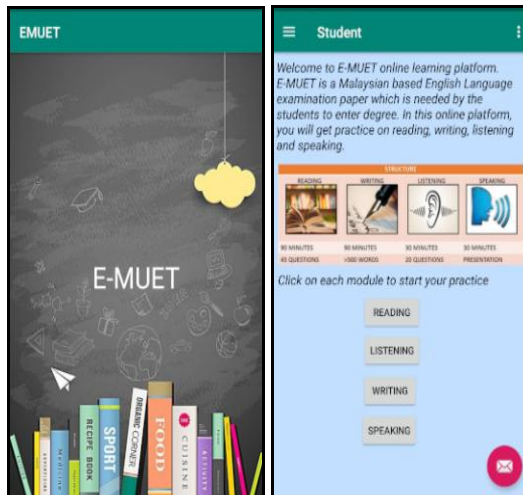 EMUET
E-MUET
RECIPE BOOK
SPORT
ORGANIC CORNER
FOOD
CUISINE
ACTIVITY
Student
Welcome to E-MUET online learning platform.
E-MUET is a Malaysian based English Language
examination paper which is needed by the
students to enter degree. In this online platform,
you will get practice on reading, writing, listening
and speaking.
STRUCTURE
READING WRITING LISTENING SPEAKING
90 MINUTES 90 MINUTES 30 MINUTES 30 MINUTES
45 QUESTIONS >500 WORDS 20 QUESTIONS PRESENTATION
Click on each module to start your practice
READING
LISTENING
WRITING
SPEAKING